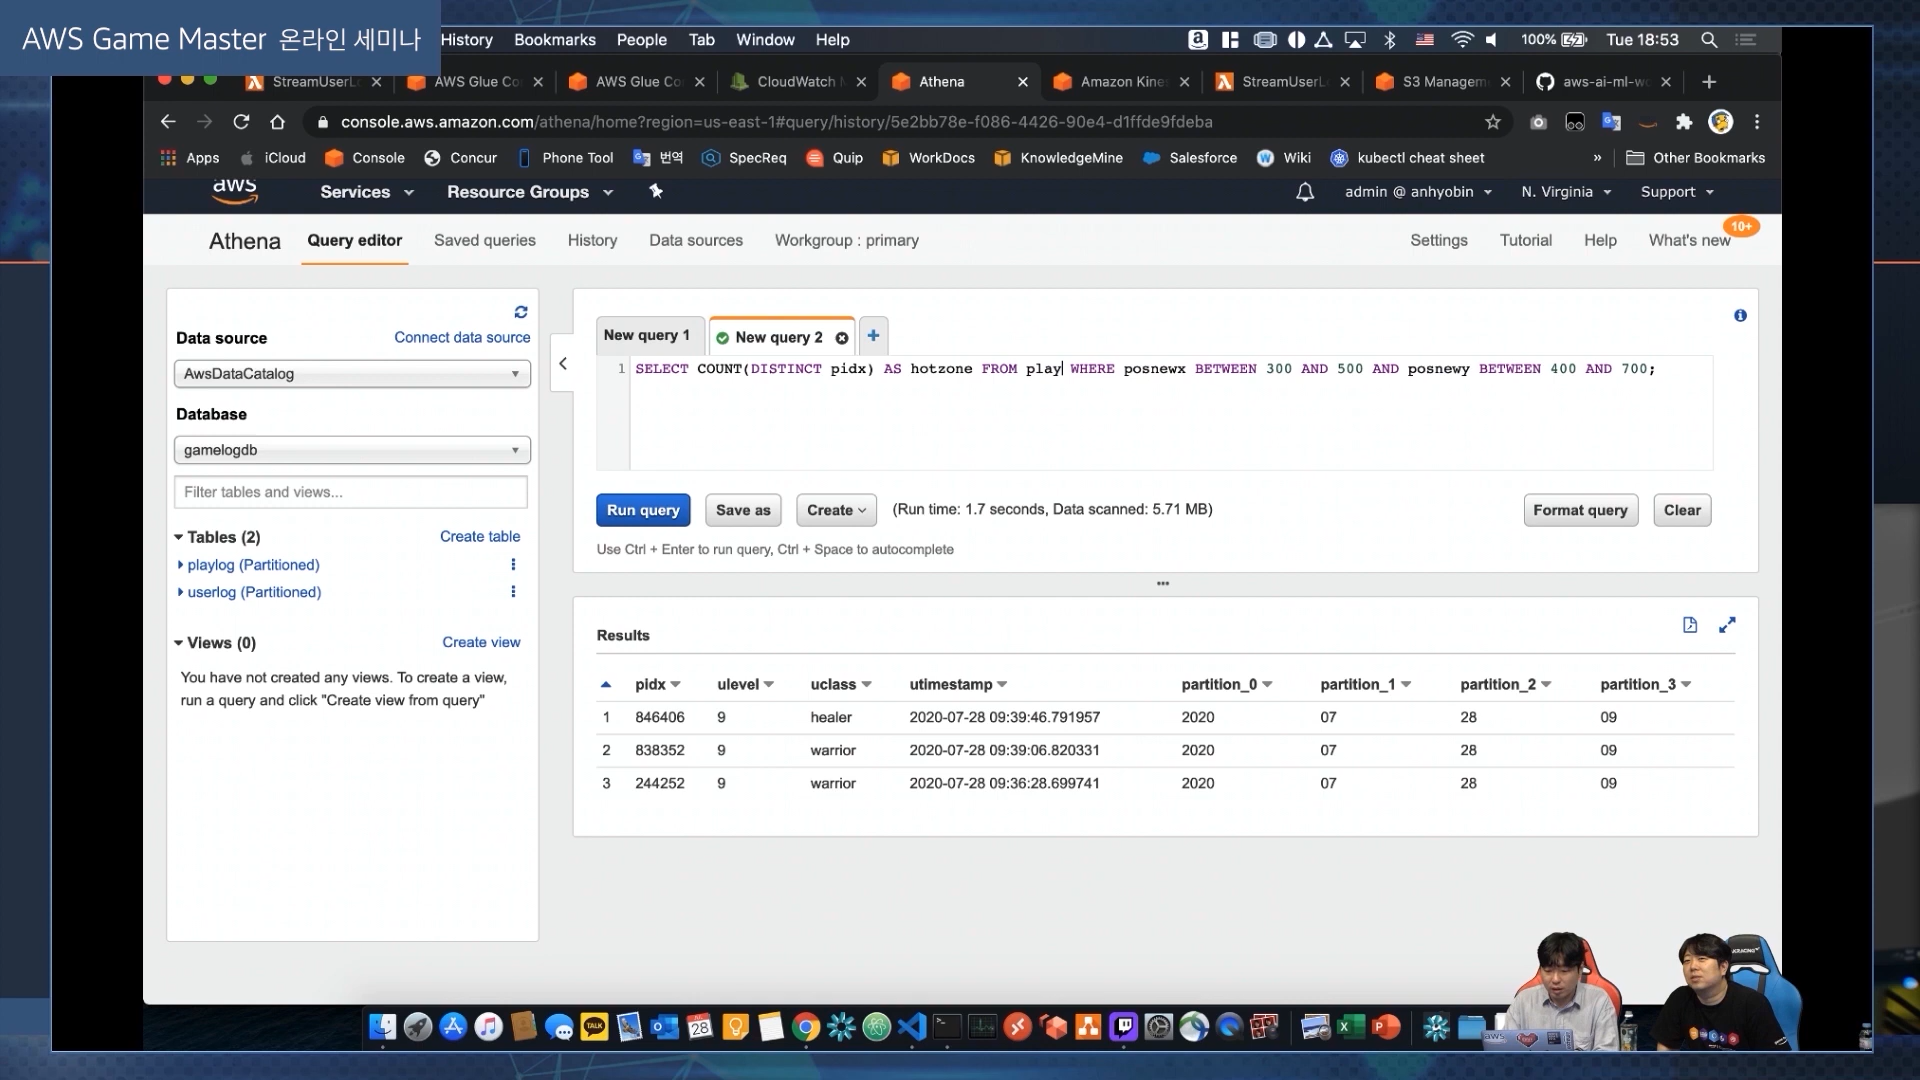 AWS Game Master 온라인 세미나
History Bookmarks People Tab Window Help
100% Tue 18:53
StreamUserL AWS Glue Co AWS Glue Co CloudWatch M Athena Amazon Kine StreamUserL S3 Managem aws-ai-ml-wo
console.aws.amazon.com/athena/home?region=us-east-1#query/history/5e2bb78e-f086-4426-90e4-d1ffde9fdeba
Apps iCloud Console Concur Phone Tool 번역 SpecReq Quip WorkDocs KnowledgeMine Salesforce Wiki kubectl cheat sheet » Other Bookmarks
aws Services Resource Groups admin @ anhyobin N. Virginia Support
Athena Query editor Saved queries History Data sources Workgroup : primary Settings Tutorial Help What's new 10+
Data source Connect data source
AwsDataCatalog
Database
gamelogdb
Filter tables and views...
Tables (2) Create table
playlog (Partitioned)
userlog (Partitioned)
Views (0) Create view
You have not created any views. To create a view,
run a query and click "Create view from query"
New query 1 New query 2 +
1 SELECT COUNT(DISTINCT pidx) AS hotzone FROM play WHERE posnewx BETWEEN 300 AND 500 AND posnewy BETWEEN 400 AND 700;
Run query Save as Create (Run time: 1.7 seconds, Data scanned: 5.71 MB) Format query Clear
Use Ctrl + Enter to run query, Ctrl + Space to autocomplete
Results
pidx ulevel uclass utimestamp partition_0 partition_1 partition_2 partition_3
1 846406 9 healer 2020-07-28 09:39:46.791957 2020 07 28 09
2 838352 9 warrior 2020-07-28 09:39:06.820331 2020 07 28 09
3 244252 9 warrior 2020-07-28 09:36:28.699741 2020 07 28 09
TALK
28
aws